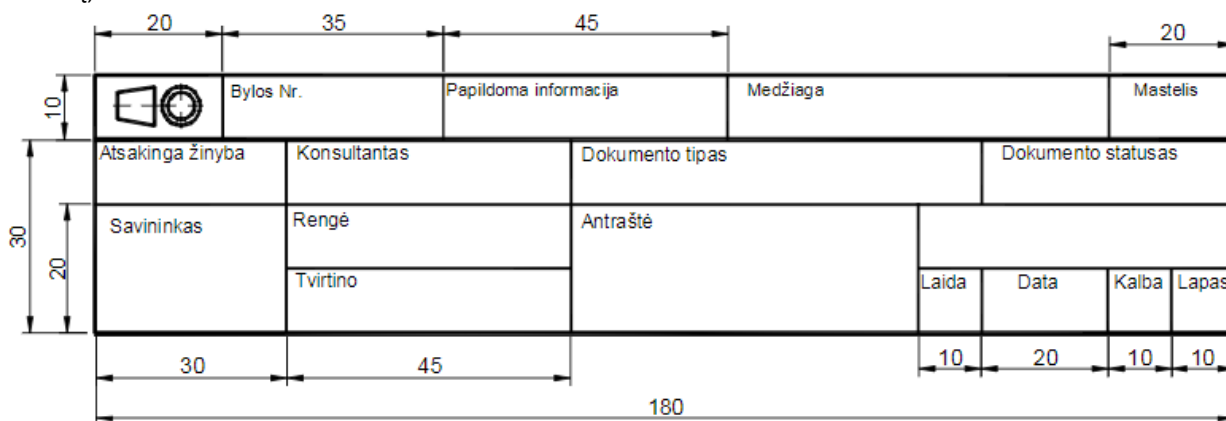 20 35 45 20
10
Bylos Nr. Papildoma informacija Medžiaga Mastelis
Atsakinga žinyba Konsultantas Dokumento tipas Dokumento statusas
30
20
Savininkas Rengė Antraštė
Tvirtino Laida Data Kalba Lapas
30 45 10 20 10 10
180